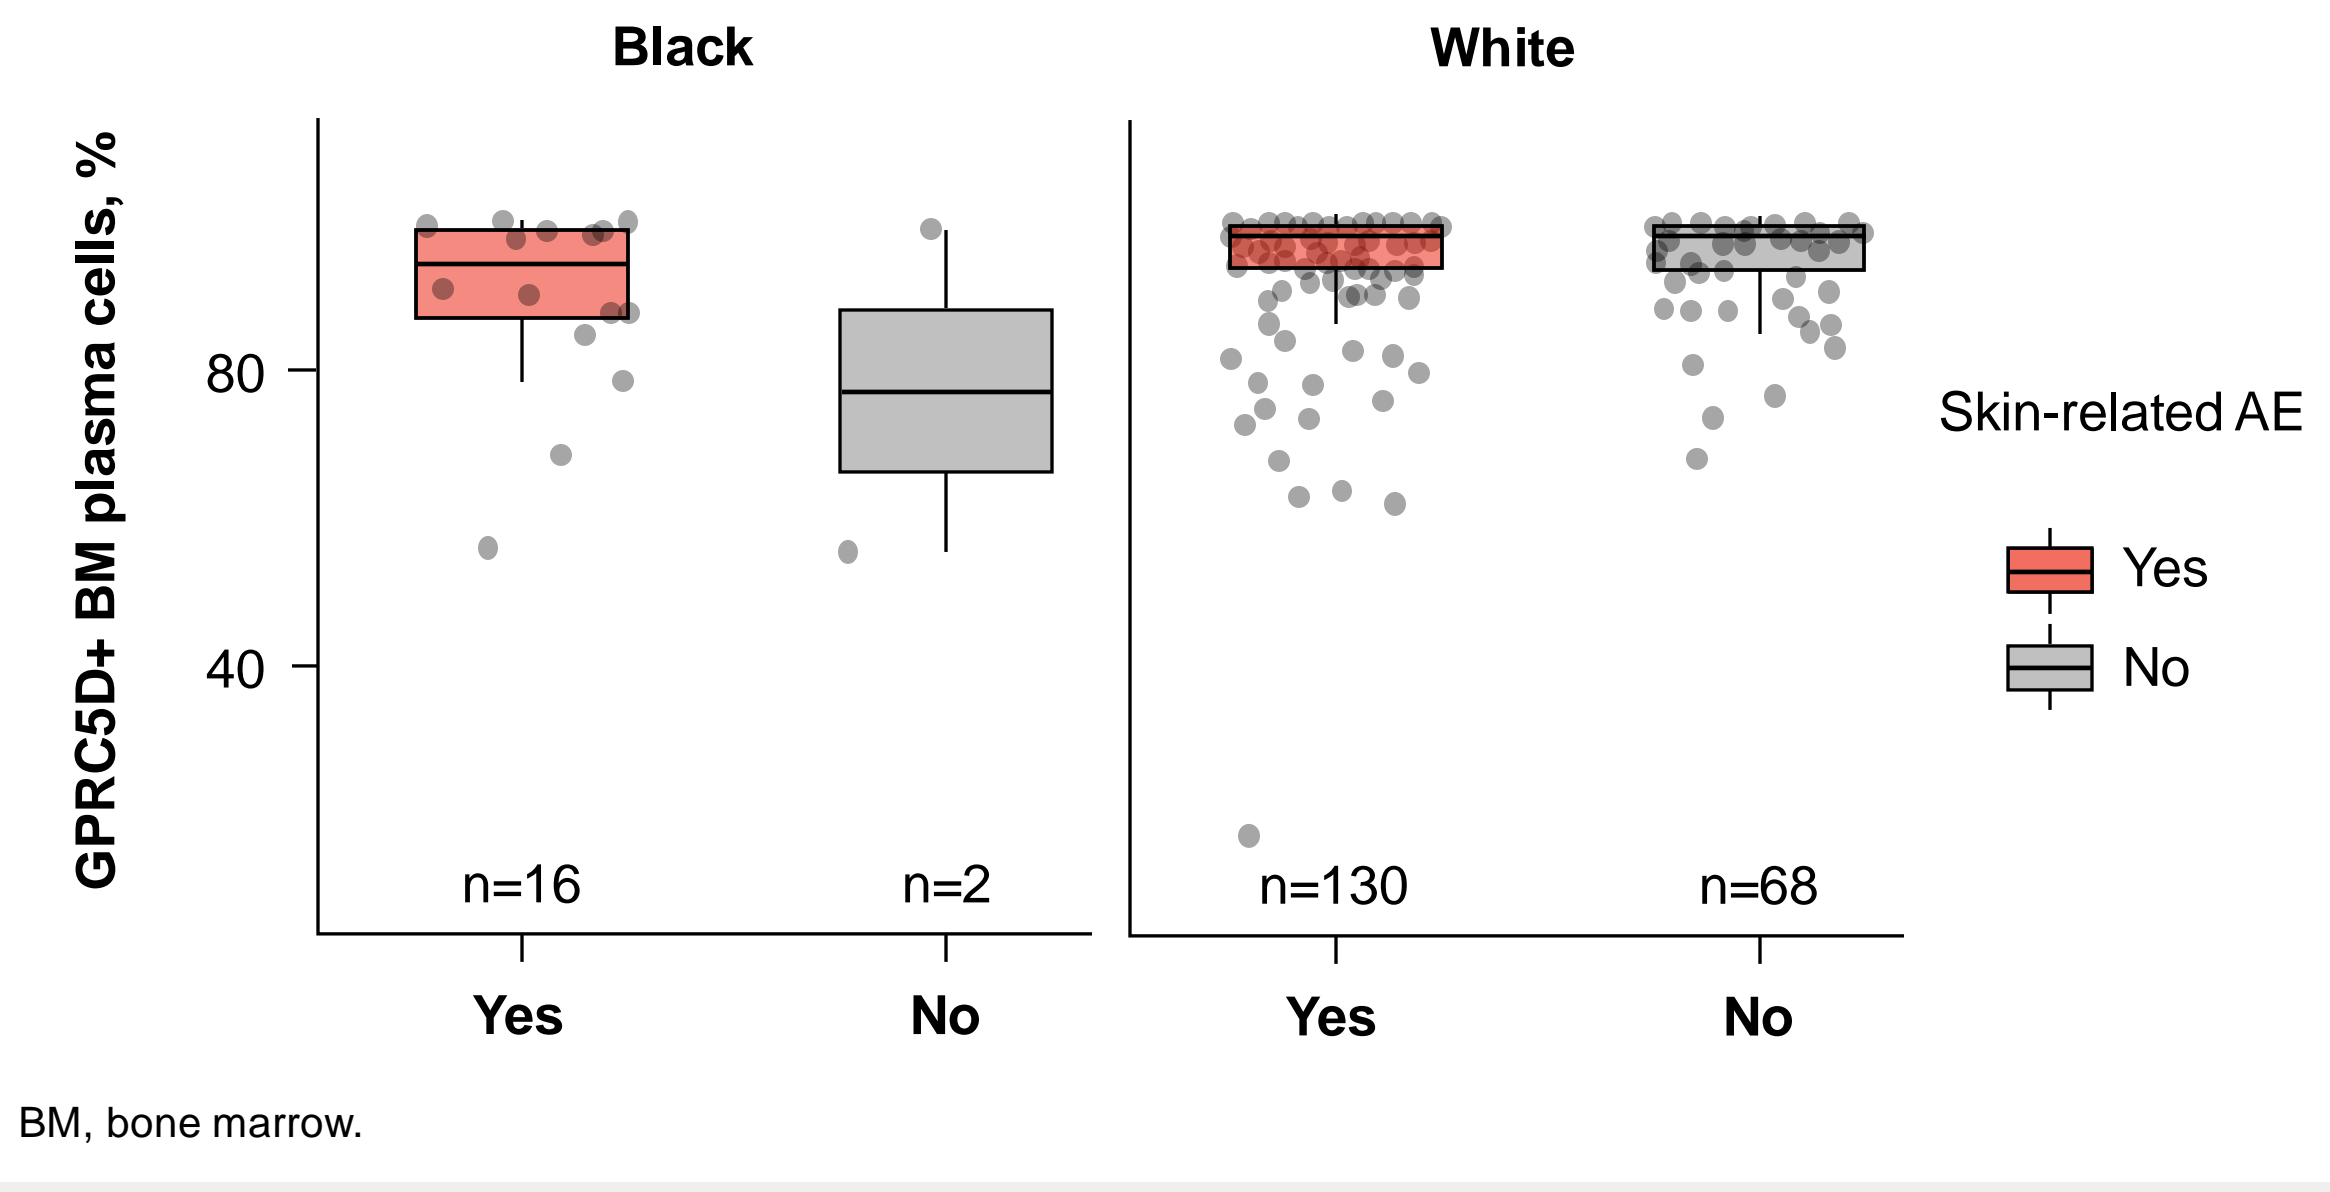 Black
White
GPRC5D+ BM plasma cells, %
80
40
n=16
n=2
n=130
n=68
Yes
No
Yes
No
Skin-related AE
Yes
No
BM, bone marrow.